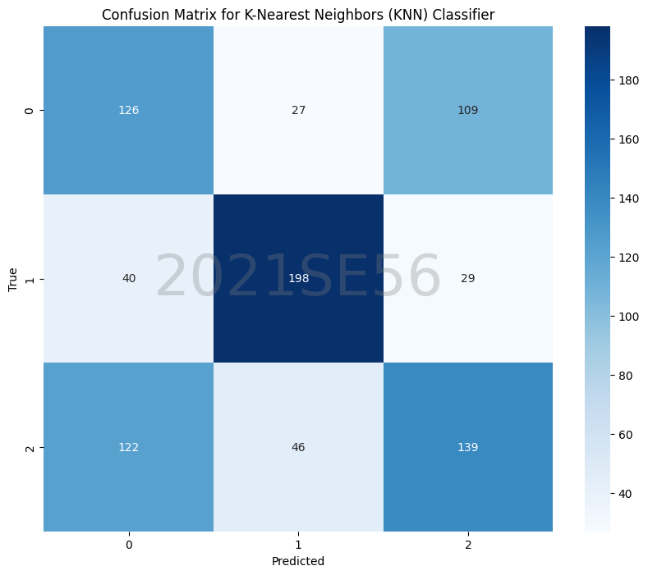 Confusion Matrix for K-Nearest Neighbors (KNN) Classifier
0 126 27 109
1 40 198 29
2 122 46 139
0 1 2
True
Predicted
2021SE56
180
160
140
120
100
80
60
40